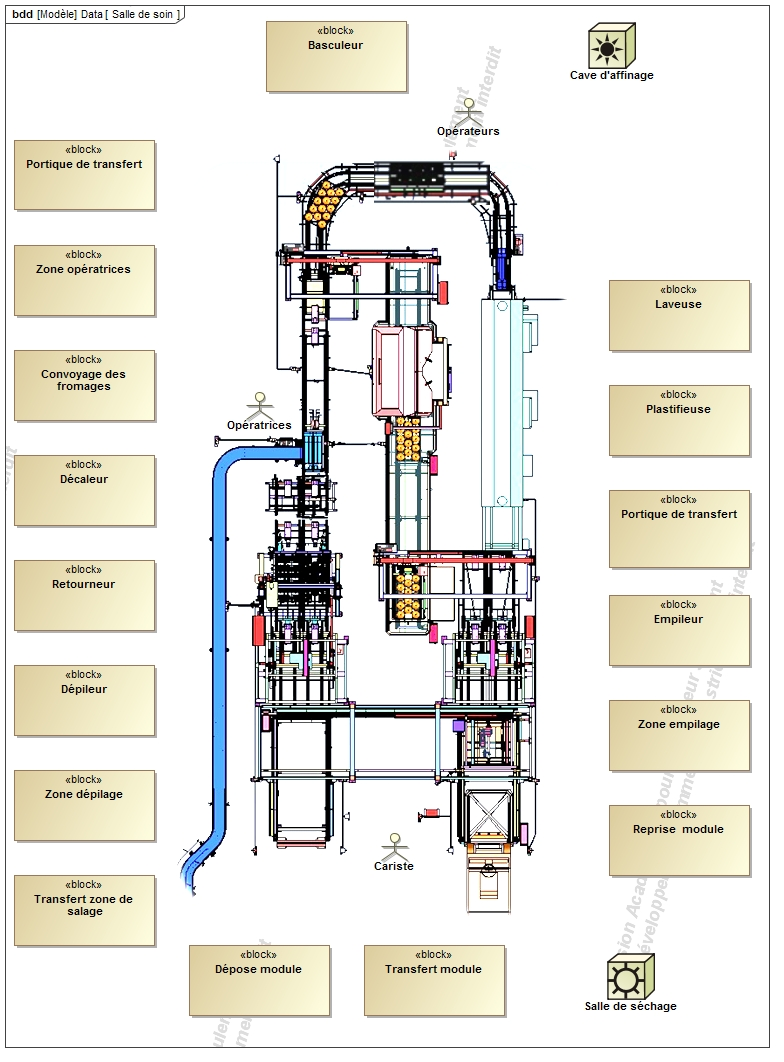 bdd [Modèle] Data [ Salle de soin ]
«block»
Basculeur
Cave d'affinage
Opérateurs
«block»
Portique de transfert
«block»
Zone opératrices
«block»
Convoyage des
fromages
«block»
Décaleur
«block»
Retourneur
«block»
Dépileur
«block»
Zone dépilage
«block»
Transfert zone de
salage
Opératrices
Cariste
«block»
Laveuse
«block»
Plastifieuse
«block»
Portique de transfert
«block»
Empileur
«block»
Zone empilage
«block»
Reprise module
«block»
Dépose module
«block»
Transfert module
Salle de séchage